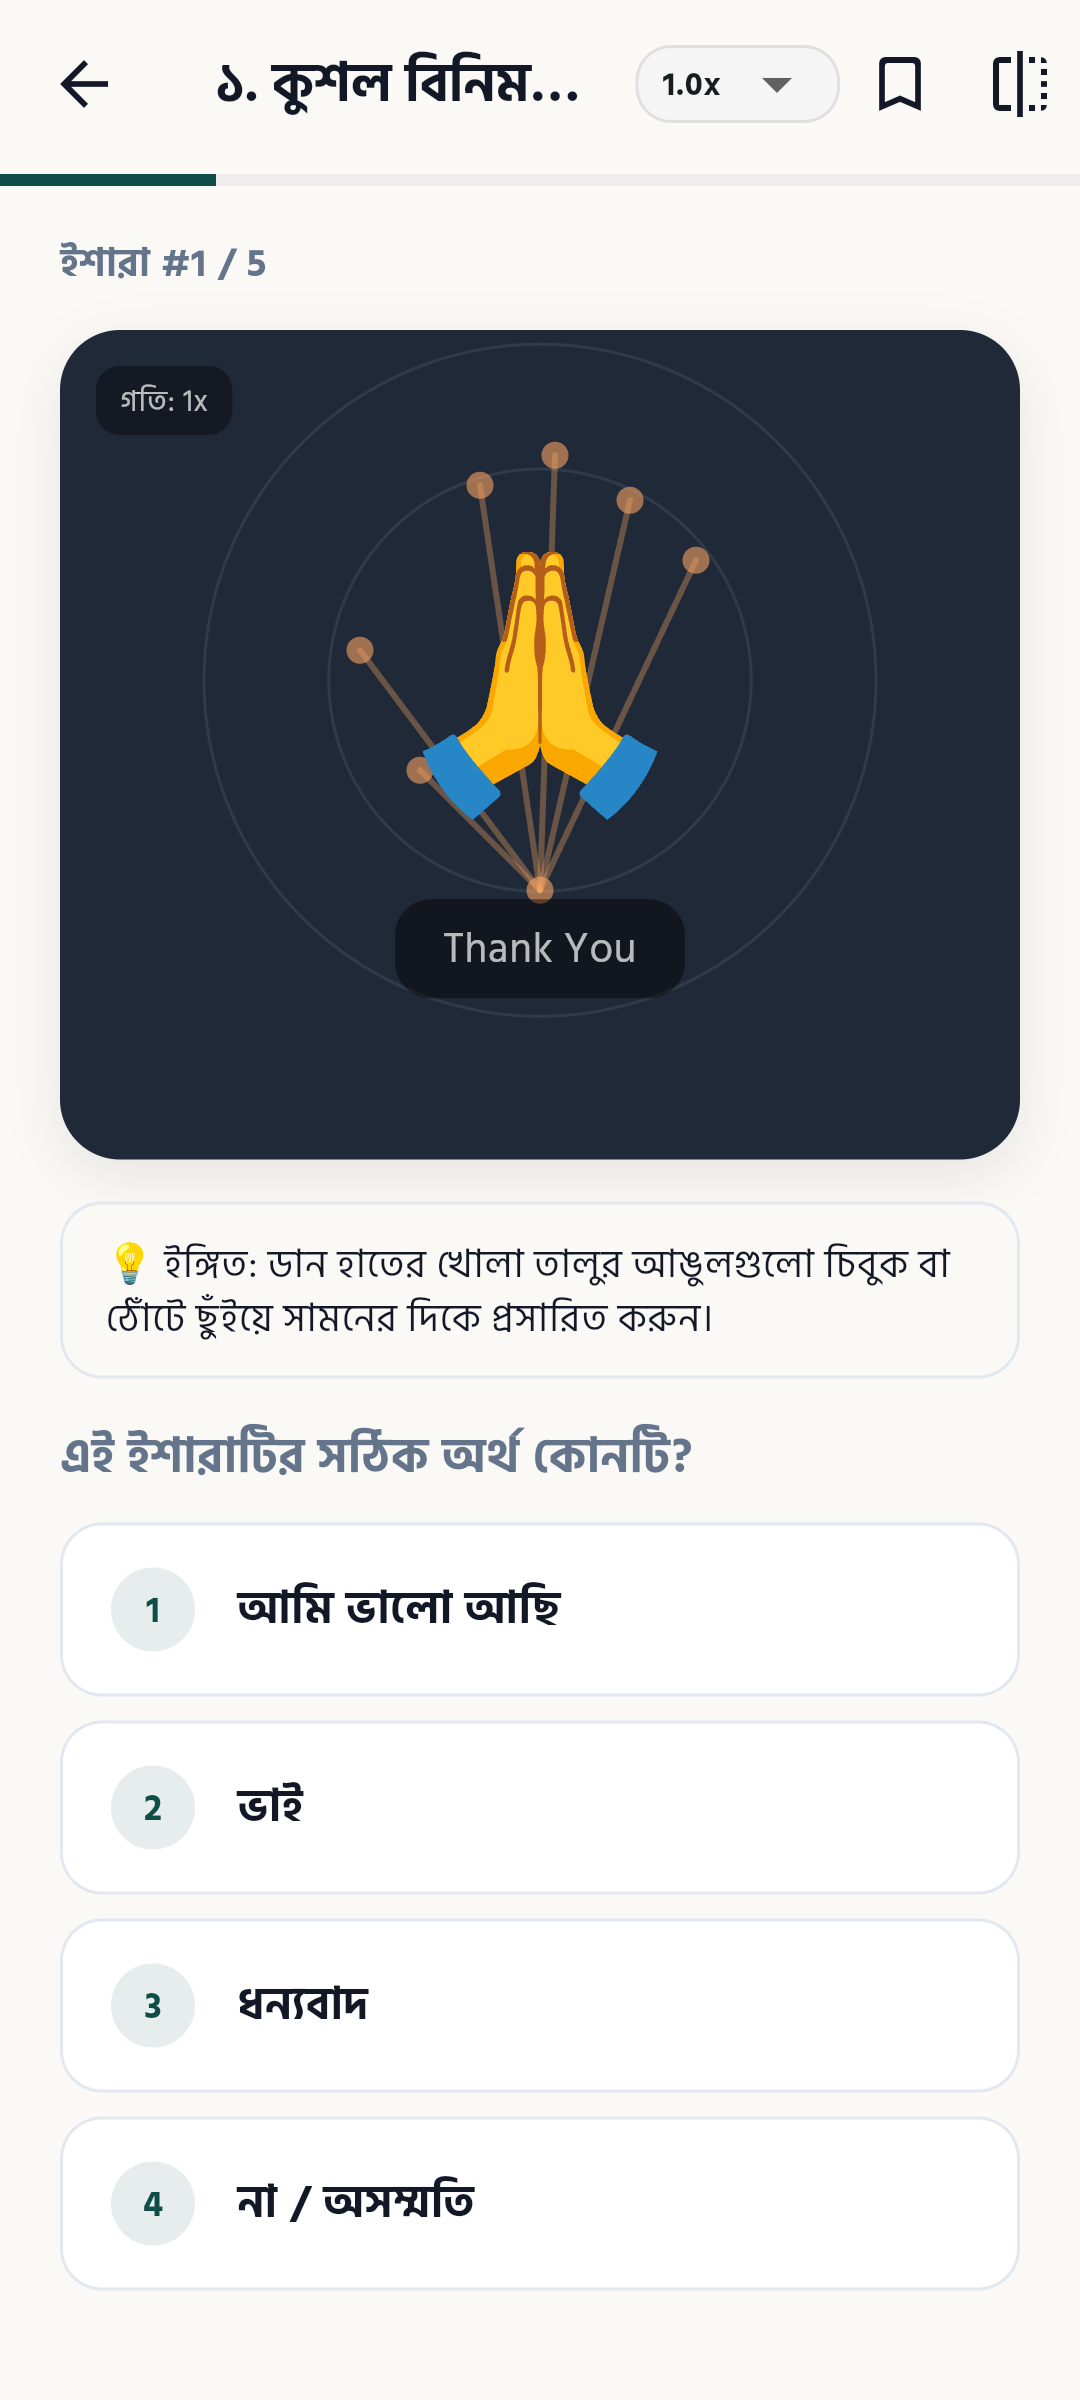 ১. কুশল বিনিম...
1.0x
ইশারা #1 / 5
গতি: 1x
Thank You
💡 ইঙ্গিত: ডান হাতের খোলা তালুর আঙুলগুলো চিবুক বা
ঠোঁটে ছুঁইয়ে সামনের দিকে প্রসারিত করুন।
এই ইশারাটির সঠিক অর্থ কোনটি?
1 আমি ভালো আছি
2 ভাই
3 ধন্যবাদ
4 না / অসম্মতি